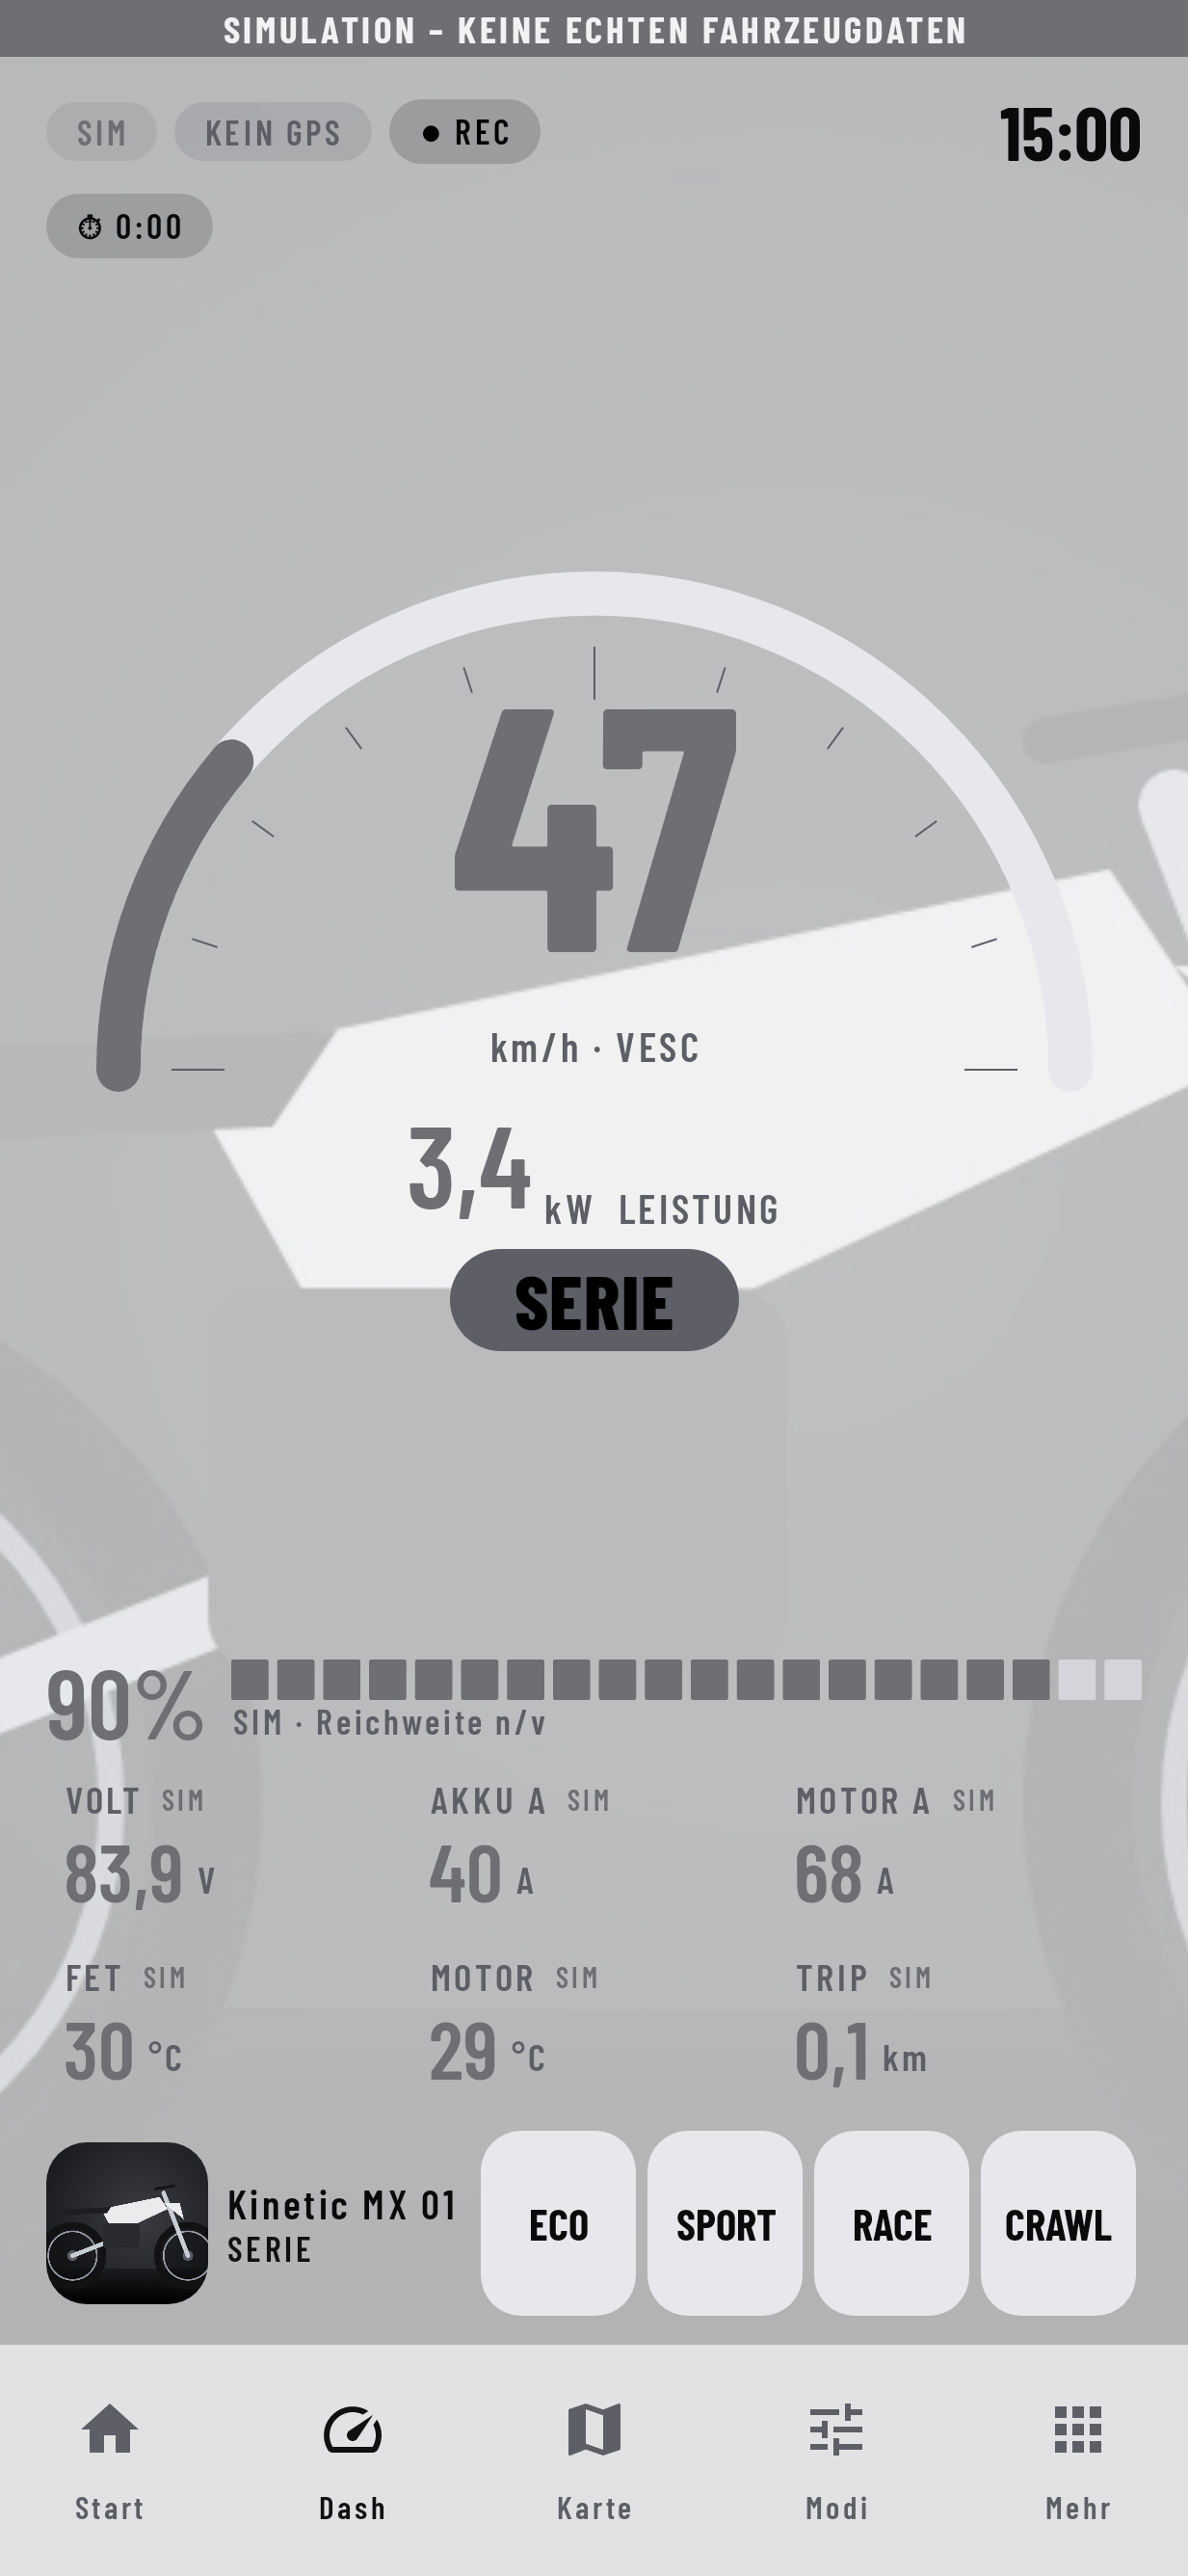 SIMULATION – KEINE ECHTEN FAHRZEUGDATEN
SIM KEIN GPS ● REC 15:00
⏱ 0:00
47
km/h · VESC
3,4 kW LEISTUNG
SERIE
90%
SIM · Reichweite n/v
VOLT SIM AKKU A SIM MOTOR A SIM
83,9 V 40 A 68 A
FET SIM MOTOR SIM TRIP SIM
30 °C 29 °C 0,1 km
Kinetic MX 01
SERIE
ECO SPORT RACE CRAWL
Start Dash Karte Modi Mehr